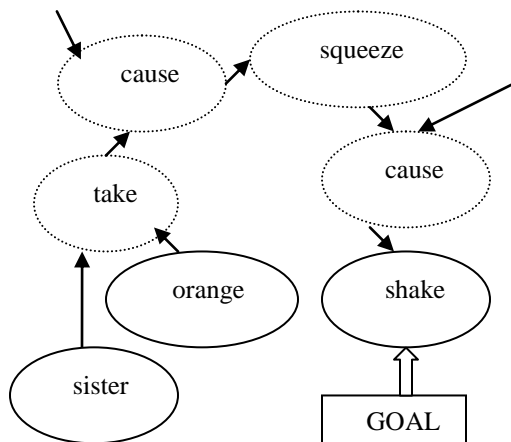 squeeze
cause
cause
take
orange
shake
sister
GOAL